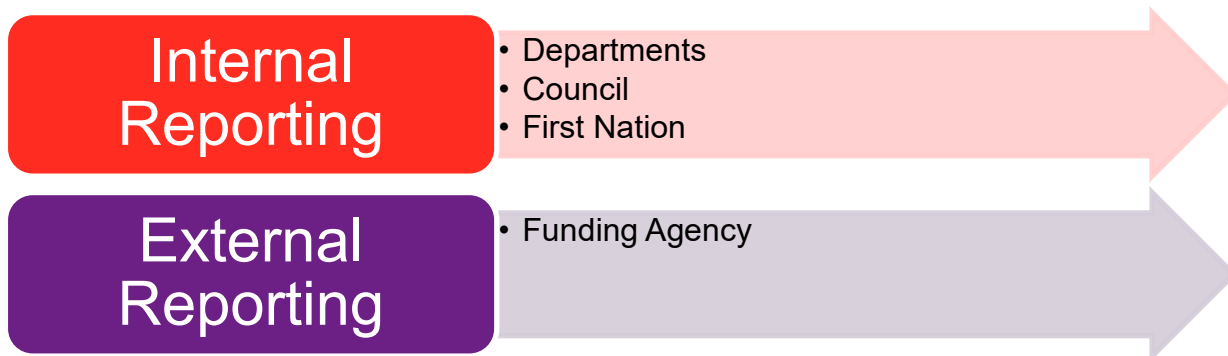 Internal
Reporting
• Departments
• Council
• First Nation
External
Reporting
• Funding Agency